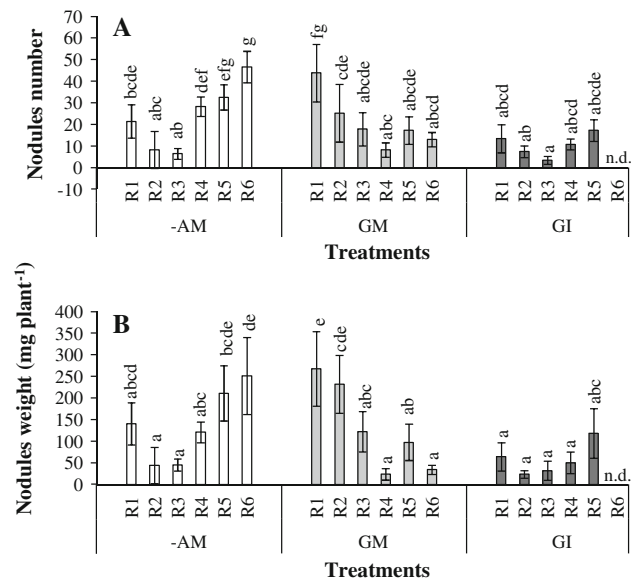 A
Nodules number
70
60
50
40
30
20
10
0
-10
bcde
abc
ab
def
efg
g
fg
cde
abcde
a
abcde
abcd
abcd
ab
a
abcd
abcde
n.d.
R1 R2 R3 R4 R5 R6 R1 R2 R3 R4 R5 R6 R1 R2 R3 R4 R5 R6
-AM GM GI
Treatments
B
Nodules weight (mg plant-1)
400
350
300
250
200
150
100
50
0
abcd
a
a
abc
bcde
de
e
cde
abc
a
ab
a
a
a
a
a
abc
n.d.
R1 R2 R3 R4 R5 R6 R1 R2 R3 R4 R5 R6 R1 R2 R3 R4 R5 R6
-AM GM GI
Treatments